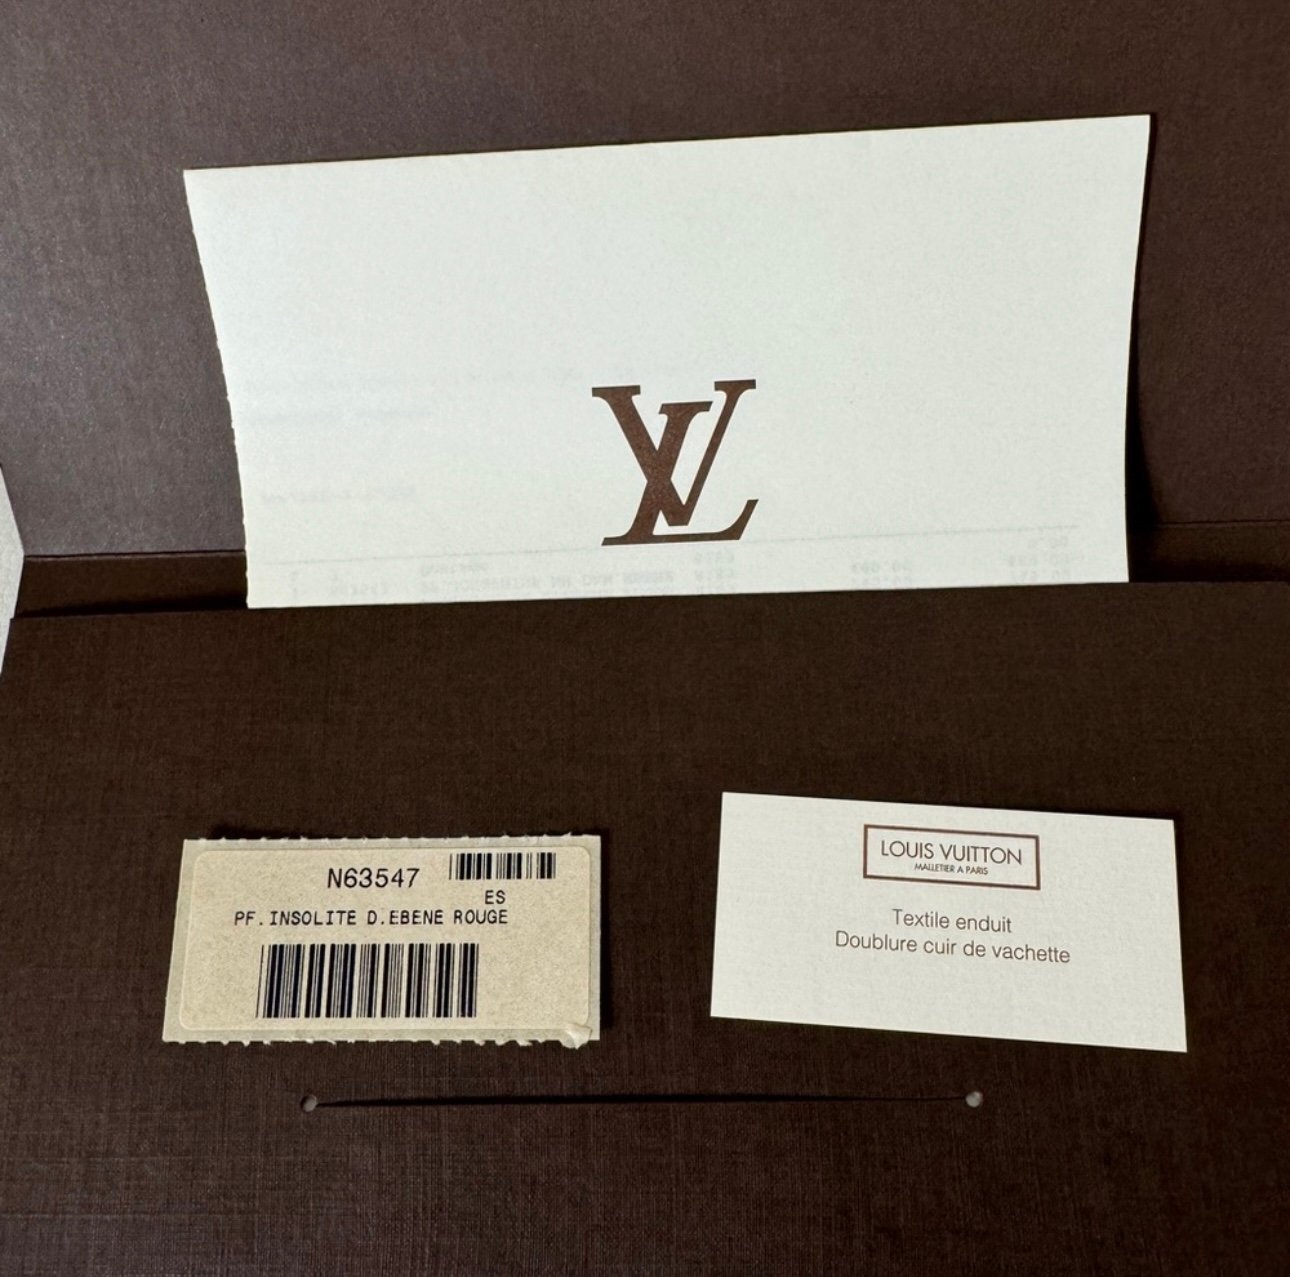 LV
N63547
ES
PF.INSOLITE D.EBENE ROUGE
LOUIS VUITTON
MALLETIER A PARIS
Textile enduit
Doublure cuir de vachette